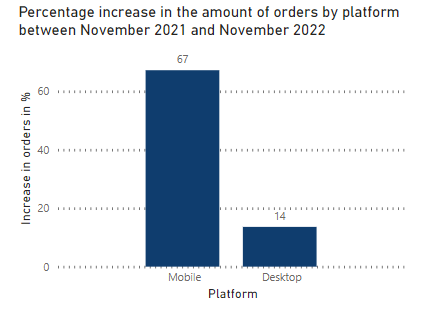 Percentage increase in the amount of orders by platform
between November 2021 and November 2022
67
60
40
20
14
0
Increase in orders in %
Mobile
Desktop
Platform